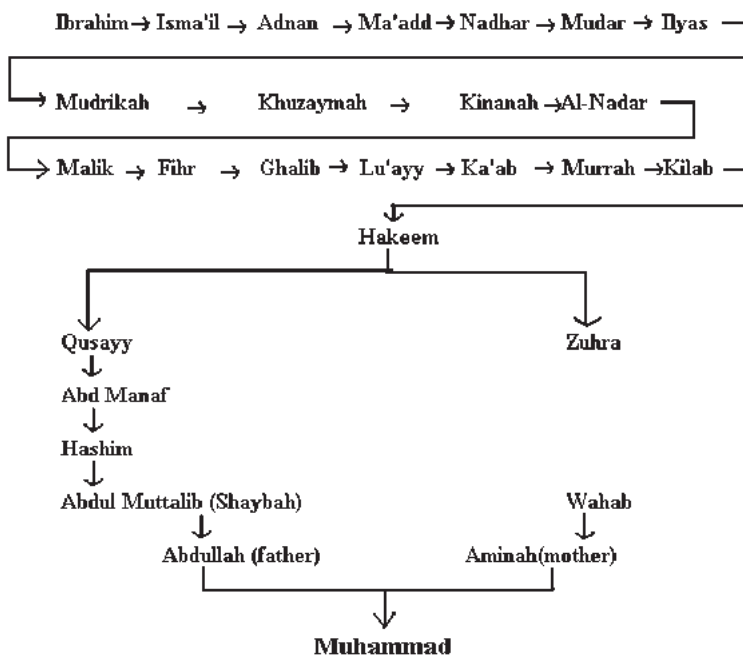 Ibrahim → Isma'il → Adnan → Ma'add → Nadhar → Mudar → Ilyas
Mudrikah → Khuzaymah → Kinanah → Al-Nadar
Malik → Fihr → Ghalib → Lu'ayy → Ka'ab → Murrah → Kilab
Hakeem
Qusayy Zuhra
Abd Manaf
Hashim
Abdul Muttalib (Shaybah) Wahab
Abdullah (father) Aminah(mother)
Muhammad